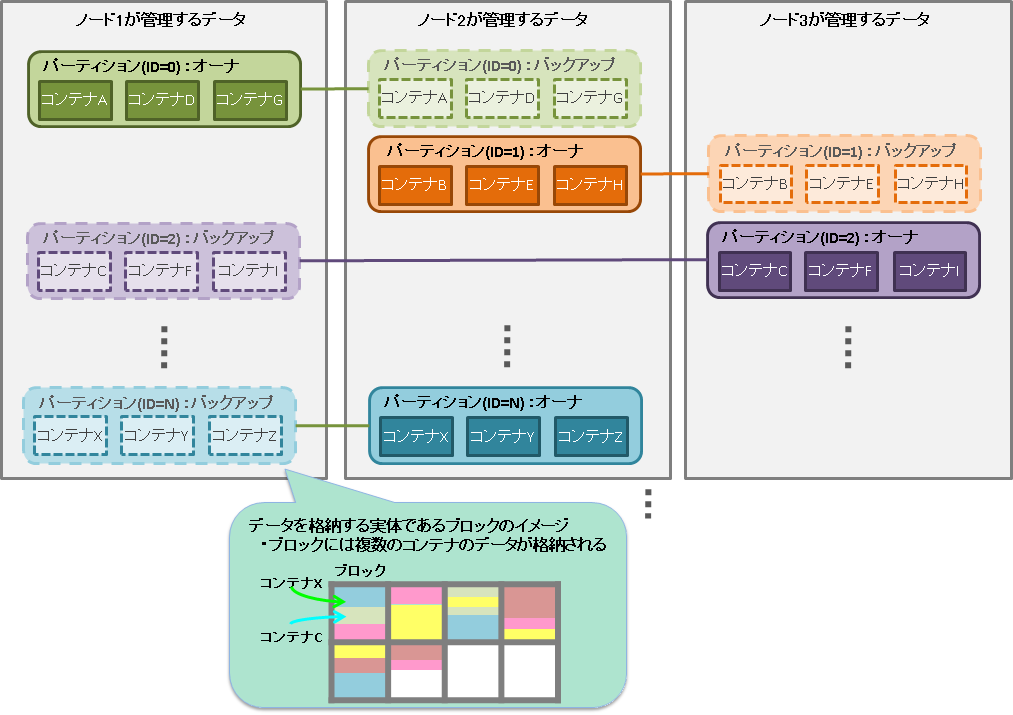 ノード1が管理するデータ
ノード2が管理するデータ
ノード3が管理するデータ
パーティション(ID=0)：オーナ
コンテナA
コンテナD
コンテナG
パーティション(ID=0)：バックアップ
コンテナA
コンテナD
コンテナG
パーティション(ID=1)：オーナ
コンテナB
コンテナE
コンテナH
パーティション(ID=1)：バックアップ
コンテナB
コンテナE
コンテナH
パーティション(ID=2)：バックアップ
コンテナC
コンテナF
コンテナI
パーティション(ID=2)：オーナ
コンテナC
コンテナF
コンテナI
パーティション(ID=N)：バックアップ
コンテナX
コンテナY
コンテナZ
パーティション(ID=N)：オーナ
コンテナX
コンテナY
コンテナZ
データを格納する実体であるブロックのイメージ
・ブロックには複数のコンテナのデータが格納される
ブロック
コンテナX
コンテナC